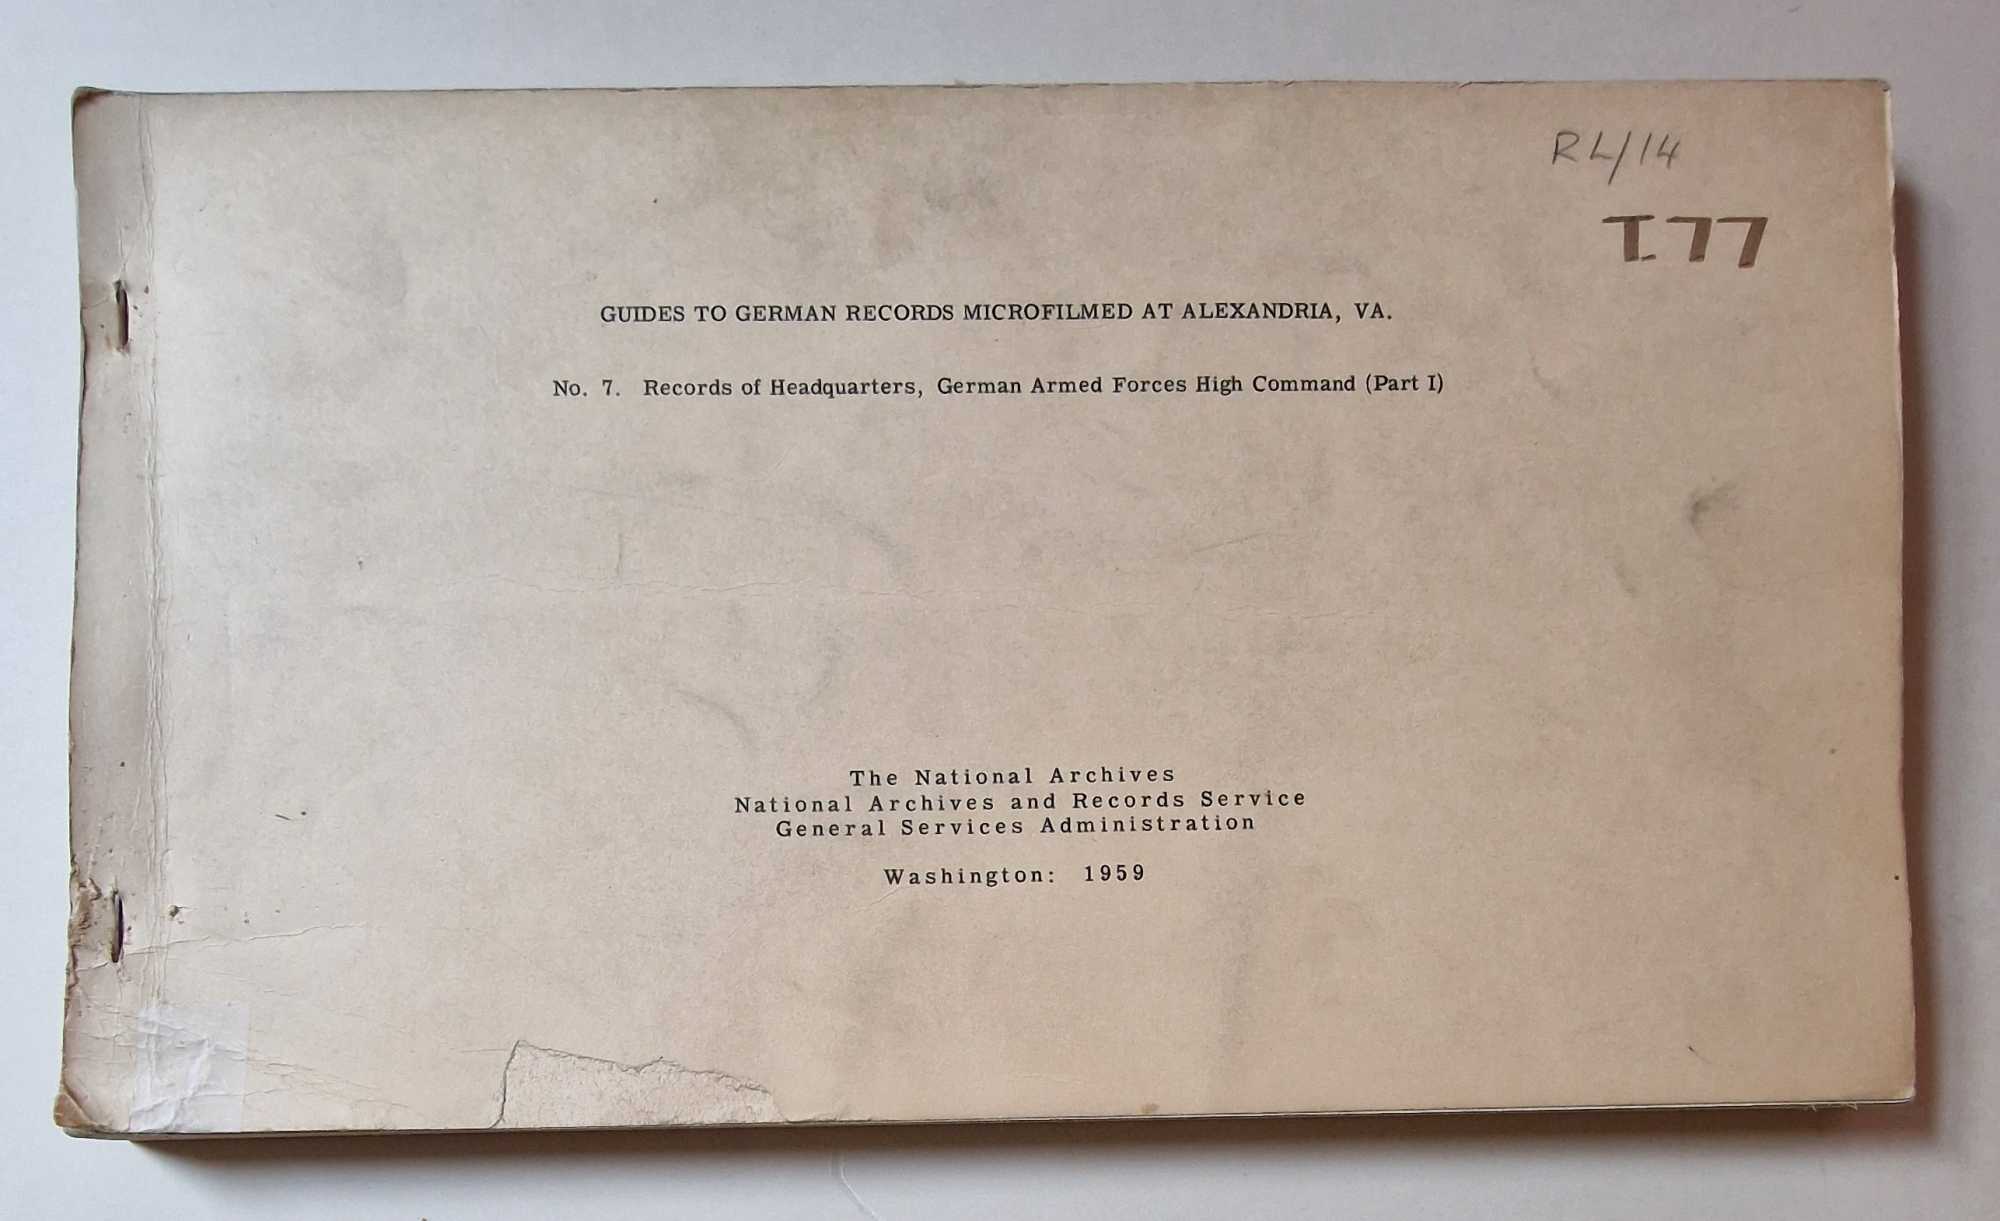 RL/14
T.77
GUIDES TO GERMAN RECORDS MICROFILMED AT ALEXANDRIA, VA.
No. 7. Records of Headquarters, German Armed Forces High Command (Part I)
The National Archives
National Archives and Records Service
General Services Administration
Washington: 1959